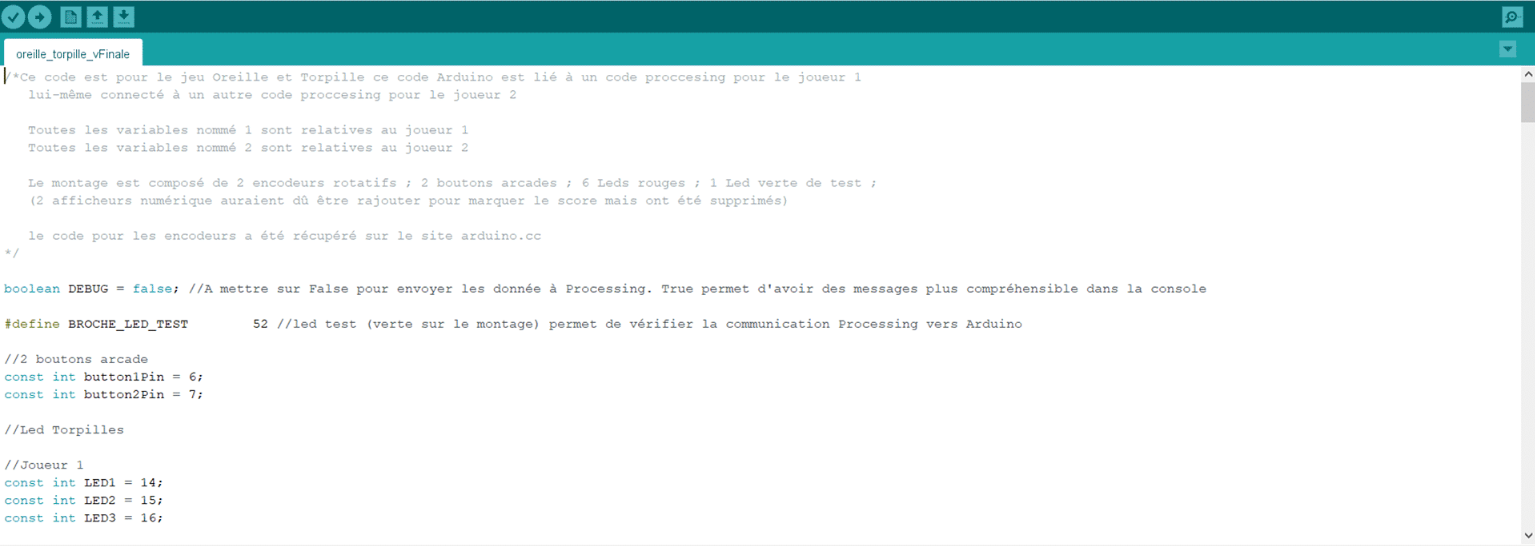 oreille_torpille_vFinale
/*Ce code est pour le jeu Oreille et Torpille ce code Arduino est lié à un code proccesing pour le joueur 1
lui-même connecté à un autre code proccesing pour le joueur 2
Toutes les variables nommé 1 sont relatives au joueur 1
Toutes les variables nommé 2 sont relatives au joueur 2
Le montage est composé de 2 encodeurs rotatifs ; 2 boutons arcades ; 6 Leds rouges ; 1 Led verte de test ;
(2 afficheurs numérique auraient dû être rajouter pour marquer le score mais ont été supprimés)
le code pour les encodeurs a été récupéré sur le site arduino.cc
*/
boolean DEBUG = false; //A mettre sur False pour envoyer les donnée à Processing. True permet d'avoir des messages plus compréhensible dans la console
#define BROCHE_LED_TEST 52 //led test (verte sur le montage) permet de vérifier la communication Processing vers Arduino
//2 boutons arcade
const int button1Pin = 6;
const int button2Pin = 7;
//Led Torpilles
//Joueur 1
const int LED1 = 14;
const int LED2 = 15;
const int LED3 = 16;